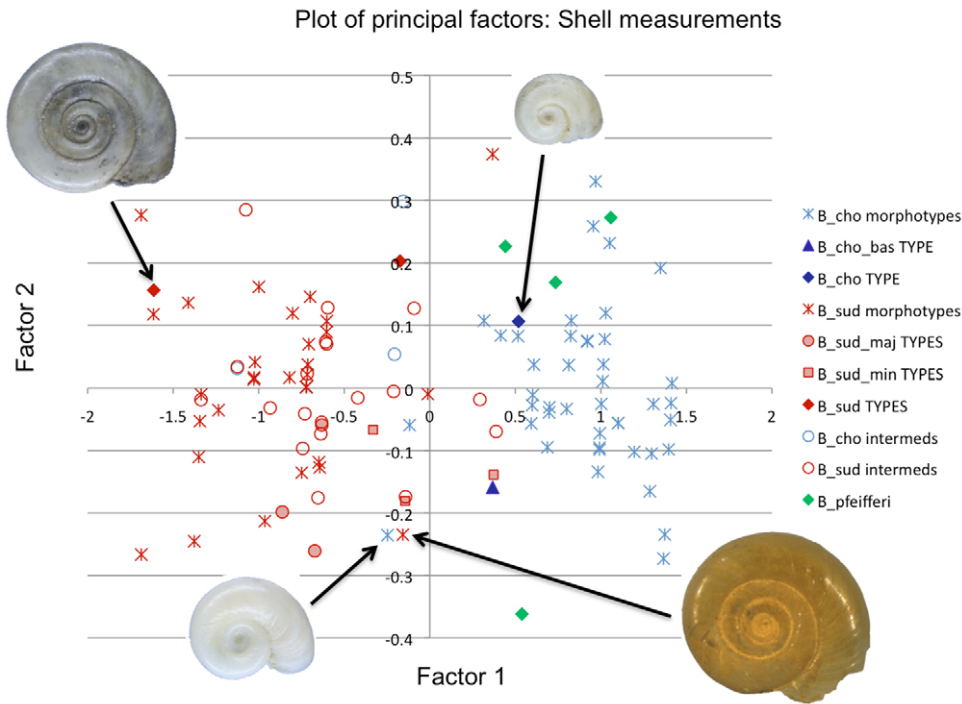 Plot of principal factors: Shell measurements
Factor 2
0.5
0.4
0.3
0.2
0.1
0
-0.1
-0.2
-0.3
-0.4
-2
-1.5
-1
-0.5
0.5
1
1.5
2
Factor 1
B_cho morphotypes
B_cho_bas TYPE
B_cho TYPE
B_sud morphotypes
B_sud_maj TYPES
B_sud_min TYPES
B_sud TYPES
B_cho intermeds
B_sud intermeds
B_pfeifferi